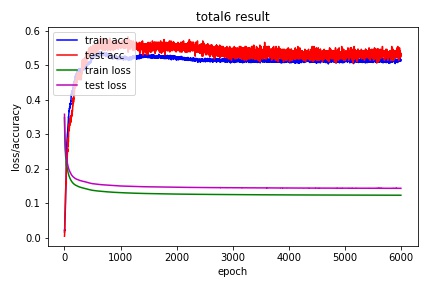 total6 result
train acc
test acc
train loss
test loss
loss/accuracy
0.6
0.5
0.4
0.3
0.2
0.1
0.0
0 1000 2000 3000 4000 5000 6000
epoch